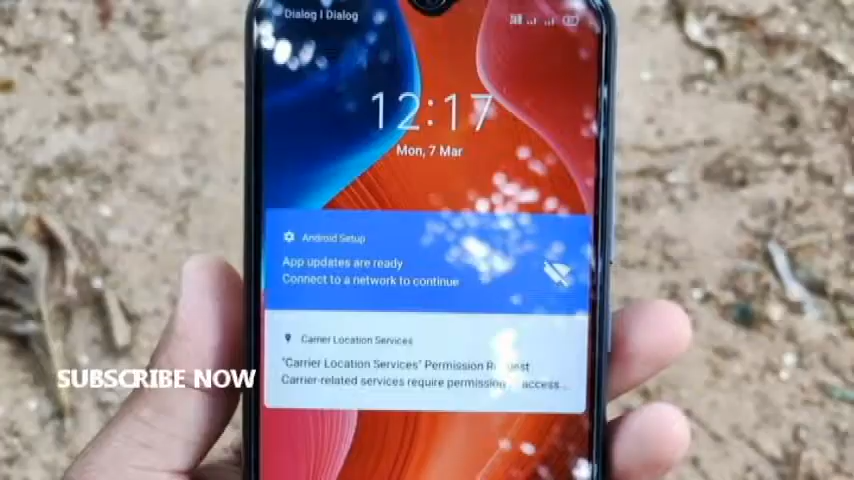 Dialog | Dialog
12:17
Mon, 7 Mar
Android Setup
App updates are ready
Connect to a network to continue
Carrier Location Services
"Carrier Location Services" Permission
Carrier-related services require permission access...
SUBSCRIBE NOW